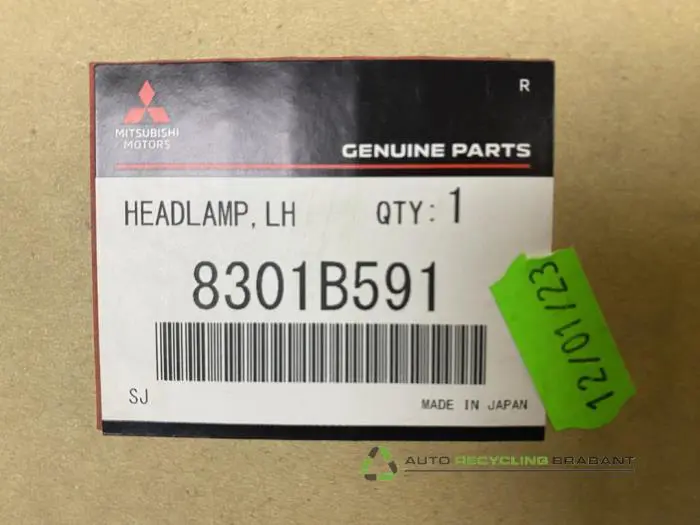 R
MITSUBISHI
MOTORS
GENUINE PARTS
HEADLAMP, LH QTY: 1
8301B591
12/01/23
SJ
MADE IN JAPAN
AUTO RECYCLING BRABANT